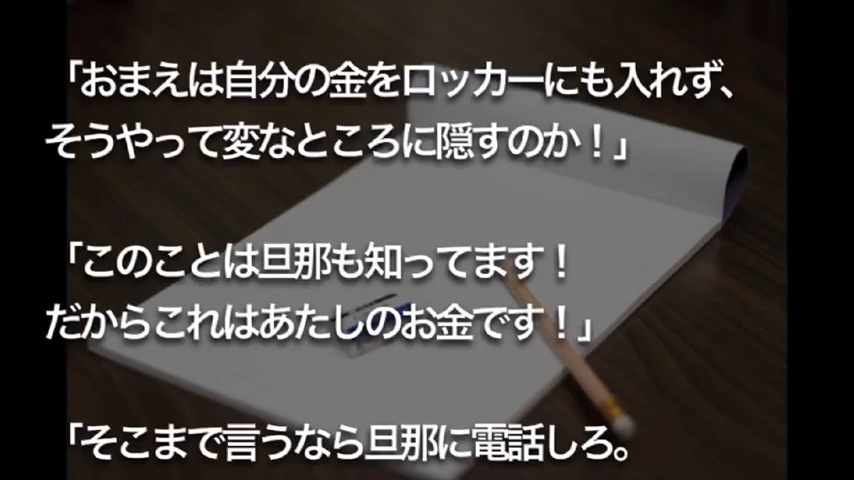 「おまえは自分の金をロッカーにも入れず、
そうやって変なところに隠すのか！」
「このことは旦那も知ってます！
だからこれはあたしのお金です！」
「そこまで言うなら旦那に電話しろ。